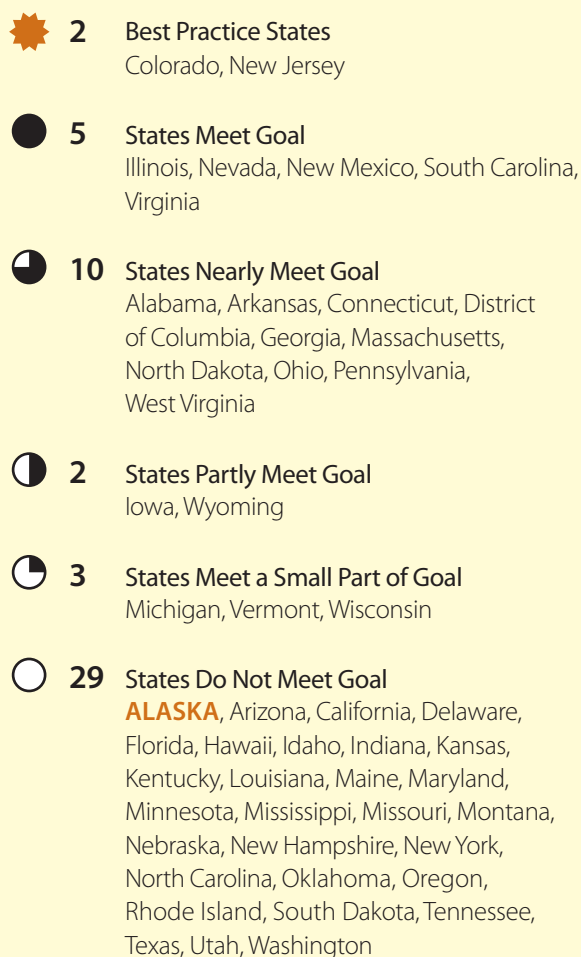 2 Best Practice States
Colorado, New Jersey
5 States Meet Goal
Illinois, Nevada, New Mexico, South Carolina,
Virginia
10 States Nearly Meet Goal
Alabama, Arkansas, Connecticut, District
of Columbia, Georgia, Massachusetts,
North Dakota, Ohio, Pennsylvania,
West Virginia
2 States Partly Meet Goal
Iowa, Wyoming
3 States Meet a Small Part of Goal
Michigan, Vermont, Wisconsin
29 States Do Not Meet Goal
ALASKA, Arizona, California, Delaware,
Florida, Hawaii, Idaho, Indiana, Kansas,
Kentucky, Louisiana, Maine, Maryland,
Minnesota, Mississippi, Missouri, Montana,
Nebraska, New Hampshire, New York,
North Carolina, Oklahoma, Oregon,
Rhode Island, South Dakota, Tennessee,
Texas, Utah, Washington